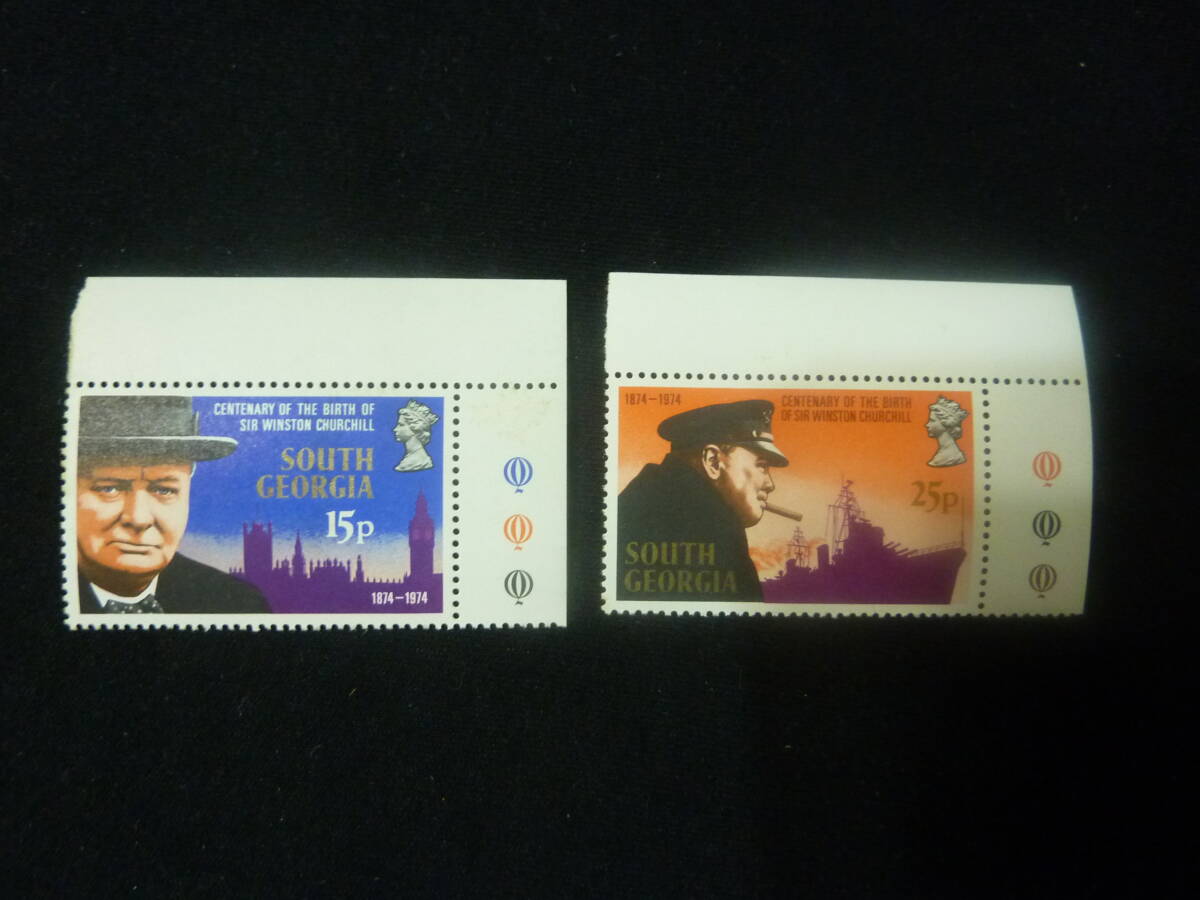 CENTENARY OF THE BIRTH OF
SIR WINSTON CHURCHILL
SOUTH
GEORGIA
15p
1874–1974
1874–1974
CENTENARY OF THE BIRTH
OF SIR WINSTON CHURCHILL
25p
SOUTH
GEORGIA